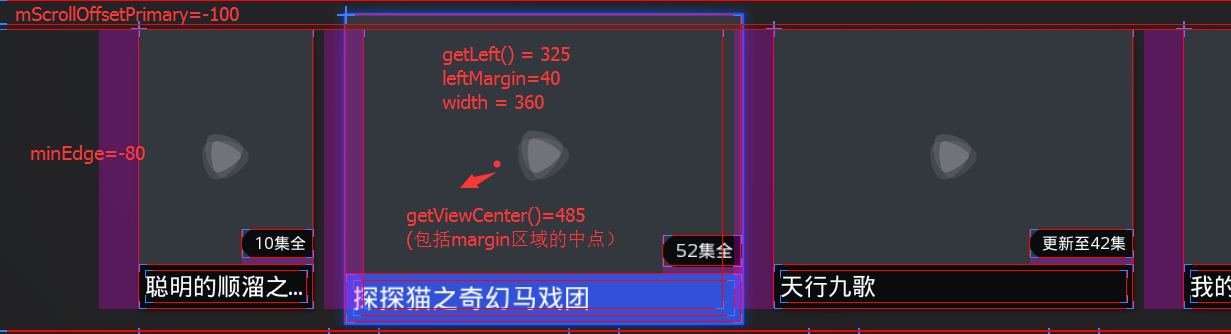 mScrollOffsetPrimary=-100
getLeft() = 325
leftMargin=40
width = 360
minEdge=-80
getViewCenter()=485
(包括margin区域的中点）
10集全
52集全
更新至42集
聪明的顺溜之...
探探猫之奇幻马戏团
天行九歌
我的